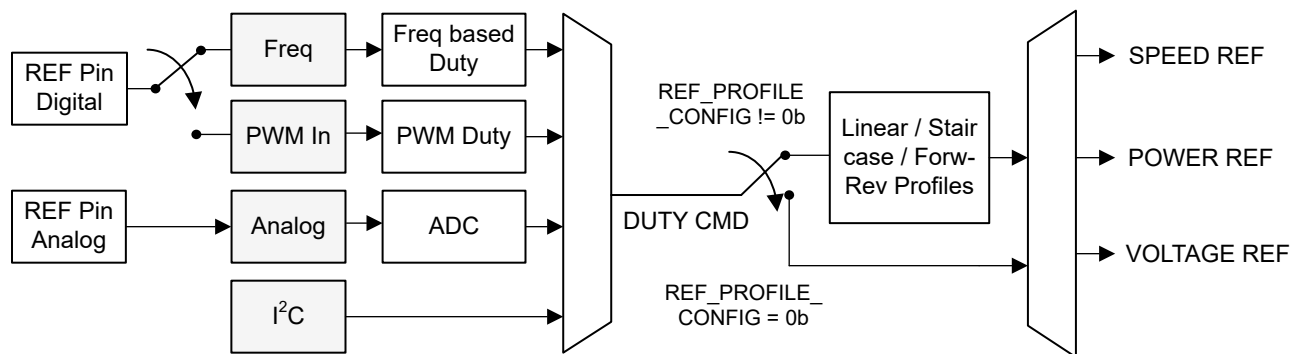 REF Pin
Digital
Freq
Freq based
Duty
PWM In
PWM Duty
REF Pin
Analog
Analog
ADC
I²C
DUTY CMD
REF_PROFILE
_CONFIG != 0b
REF_PROFILE_
CONFIG = 0b
Linear / Stair
case / Forw-
Rev Profiles
SPEED REF
POWER REF
VOLTAGE REF